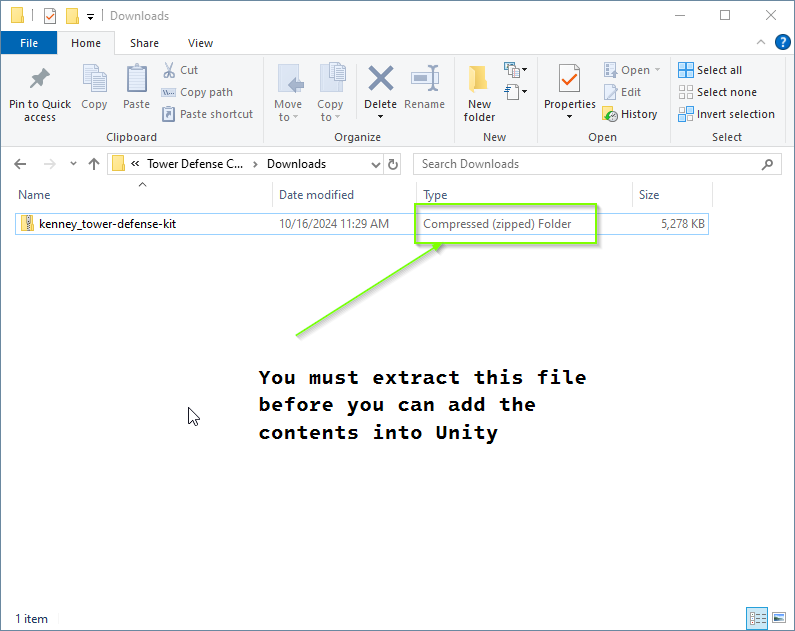 Downloads
File Home Share View
Pin to Quick access
Copy
Paste
Cut
Copy path
Paste shortcut
Clipboard
Move to
Copy to
Delete
Rename
Organize
New folder
New
Properties
Open
Edit
History
Open
Select all
Select none
Invert selection
Select
« Tower Defense C... > Downloads
Search Downloads
Name Date modified Type Size
kenney_tower-defense-kit 10/16/2024 11:29 AM Compressed (zipped) Folder 5,278 KB
You must extract this file
before you can add the
contents into Unity
1 item